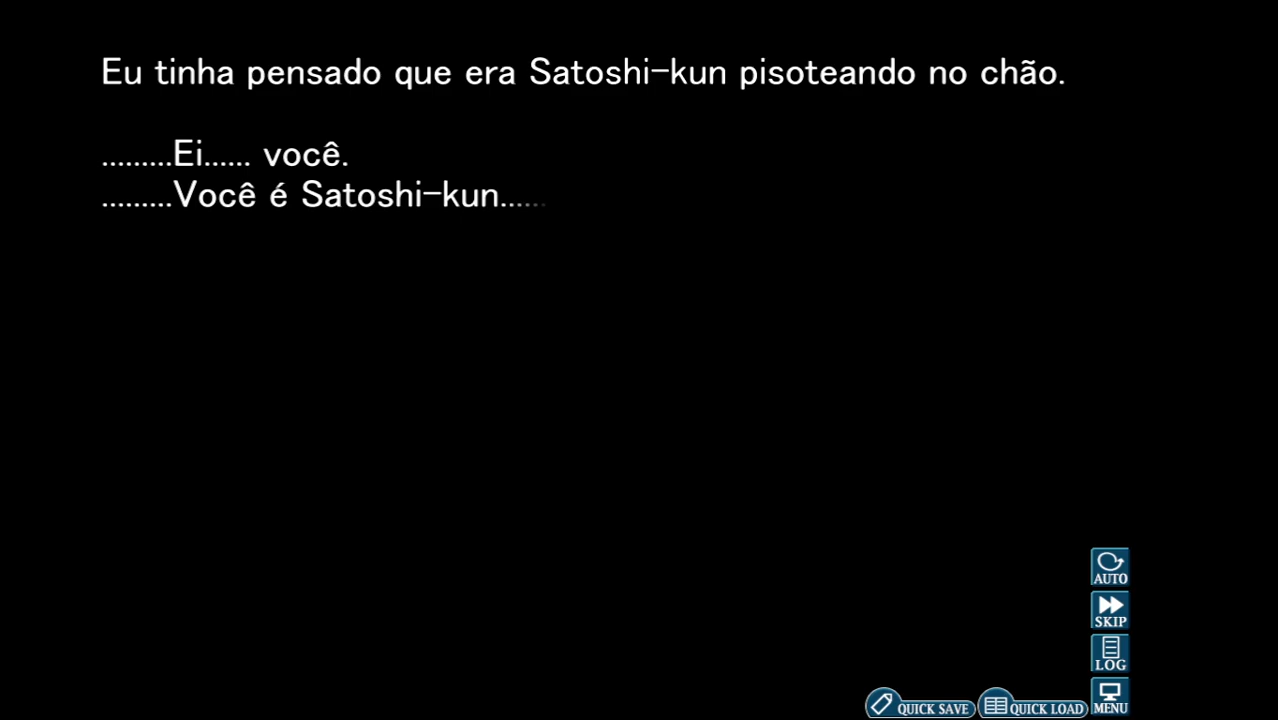 Eu tinha pensado que era Satoshi-kun pisoteando no chão.
.........Ei...... você.
.........Você é Satoshi-kun......
AUTO
SKIP
LOG
MENU
QUICK SAVE
QUICK LOAD